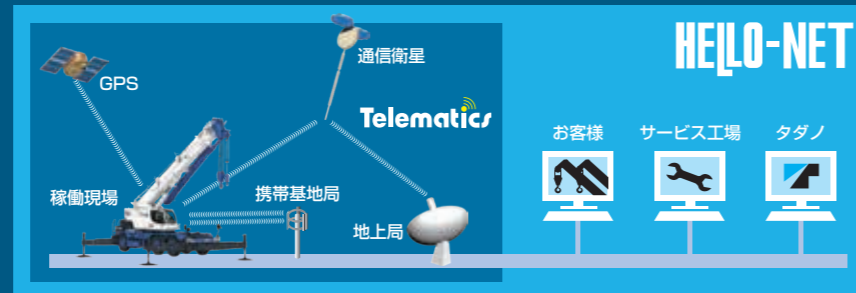 HELLO-NET
通信衛星
GPS
Telematics
お客様
サービス工場
タダノ
稼働現場
携帯基地局
地上局